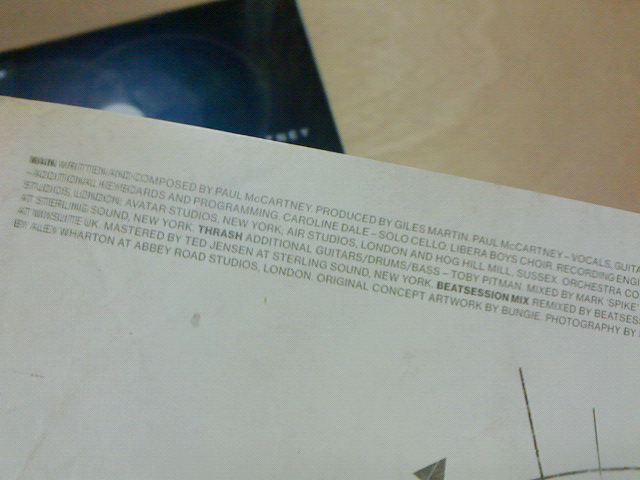 MAIN WRITTEN AND COMPOSED BY PAUL McCARTNEY. PRODUCED BY GILES MARTIN. PAUL McCARTNEY – VOCALS, GUITA
– ADDITIONAL KEYBOARDS AND PROGRAMMING. CAROLINE DALE – SOLO CELLO. LIBERA BOYS CHOIR. RECORDING ENGI
STUDIOS, LONDON. AVATAR STUDIOS, NEW YORK, AIR STUDIOS, LONDON AND HOG HILL MILL, SUSSEX. ORCHESTRA CO
AT STERLING SOUND, NEW YORK. THRASH ADDITIONAL GUITARS/DRUMS/BASS – TOBY PITMAN. MIXED BY MARK 'SPIKE'
UK. MASTERED BY TED JENSEN AT STERLING SOUND, NEW YORK. BEATSESSION MIX REMIXED BY BEATSES
BY ALEX WHARTON AT ABBEY ROAD STUDIOS, LONDON. ORIGINAL CONCEPT ARTWORK BY BUNGIE. PHOTOGRAPHY BY